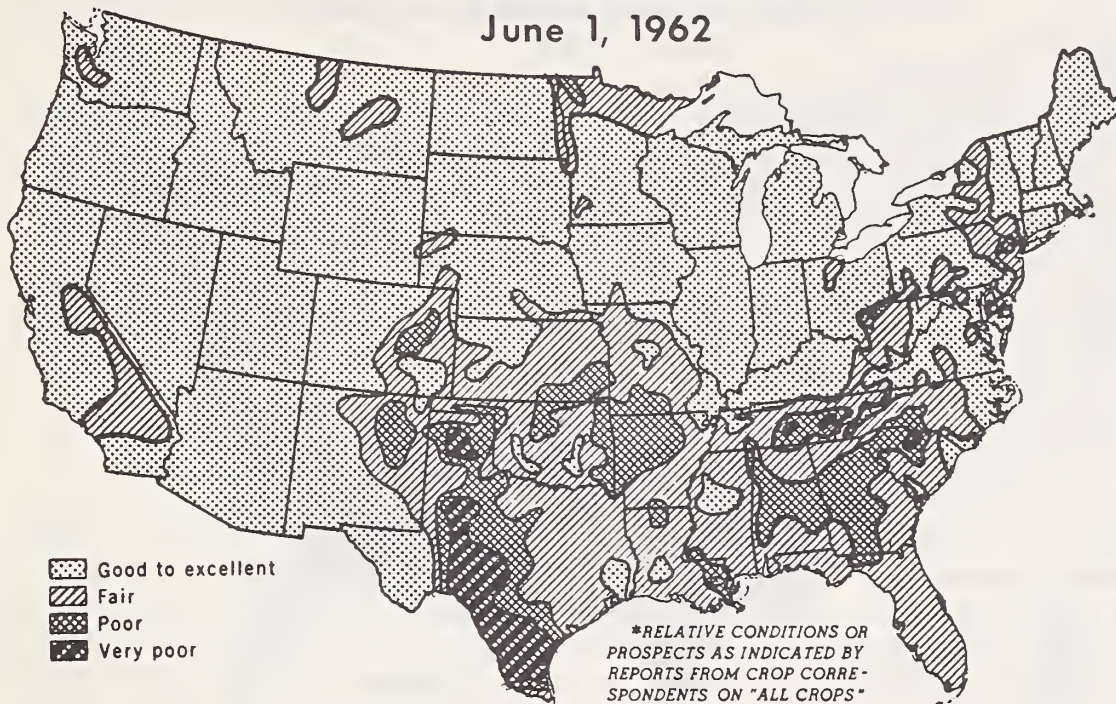 June 1, 1962
Good to excellent
Fair
Poor
Very poor
*RELATIVE CONDITIONS OR
PROSPECTS AS INDICATED BY
REPORTS FROM CROP CORRE-
SPONDENTS ON "ALL CROPS"